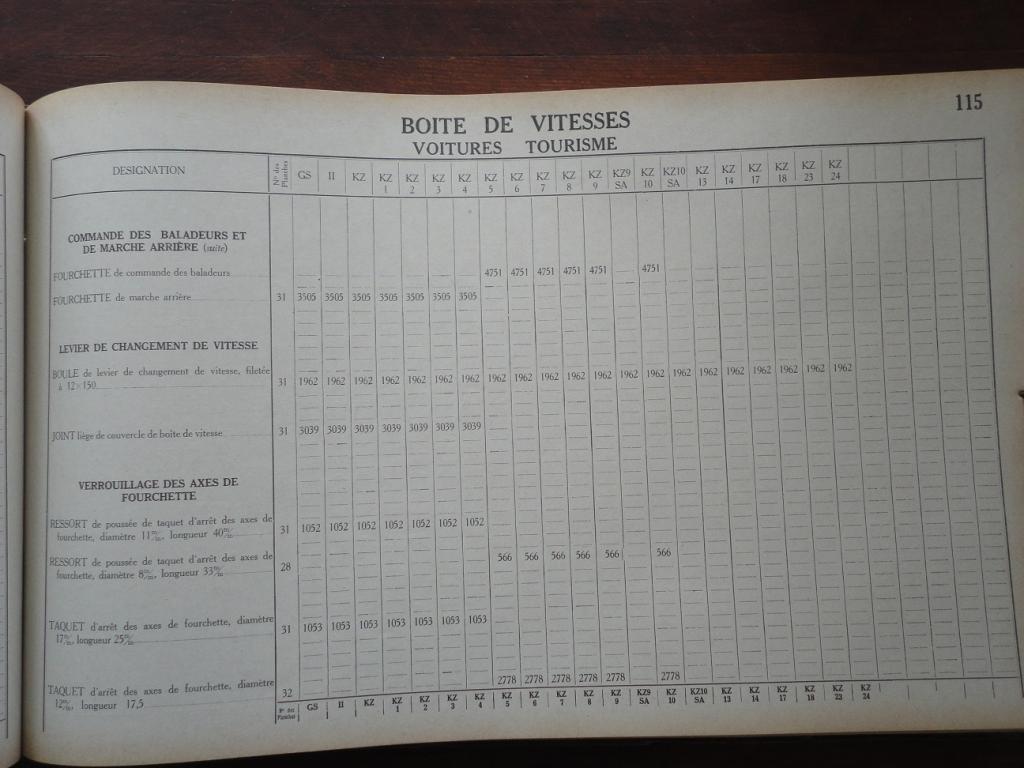 115
BOITE DE VITESSES
VOITURES TOURISME
DESIGNATION Nos des Planches GS II KZ KZ 1 KZ 2 KZ 3 KZ 4 KZ 5 KZ 6 KZ 7 KZ 8 KZ 9 KZ9 SA KZ 10 KZ10 SA KZ 13 KZ 14 KZ 17 KZ 18 KZ 23 KZ 24
COMMANDE DES BALADEURS ET
DE MARCHE ARRIÈRE (suite)
FOURCHETTE de commande des baladeurs 4751 4751 4751 4751 4751 4751
FOURCHETTE de marche arrière 31 3505 3505 3505 3505 3505 3505 3505
LEVIER DE CHANGEMENT DE VITESSE
BOULE de levier de changement de vitesse, filetée
à 12×150 31 1962 1962 1962 1962 1962 1962 1962 1962 1962 1962 1962 1962 1962 1962 1962 1962 1962 1962 1962 1962 1962
JOINT liège de couvercle de boite de vitesse 31 3039 3039 3039 3039 3039 3039 3039
VERROUILLAGE DES AXES DE
FOURCHETTE
RESSORT de poussée de taquet d'arrêt des axes de
fourchette, diamètre 11m/m, longueur 40m/m 31 1052 1052 1052 1052 1052 1052 1052
RESSORT de poussée de taquet d'arrêt des axes de
fourchette, diamètre 8m/m, longueur 33m/m 28 566 566 566 566 566 566
TAQUET d'arrêt des axes de fourchette, diamètre
17m/m, longueur 25m/m 31 1053 1053 1053 1053 1053 1053 1053
TAQUET d'arrêt des axes de fourchette, diamètre
12m/m, longueur 17,5 32 2778 2778 2778 2778 2778 2778
Nos des Planches GS II KZ KZ 1 KZ 2 KZ 3 KZ 4 KZ 5 KZ 6 KZ 7 KZ 8 KZ 9 KZ9 SA KZ 10 KZ10 SA KZ 13 KZ 14 KZ 17 KZ 18 KZ 23 KZ 24